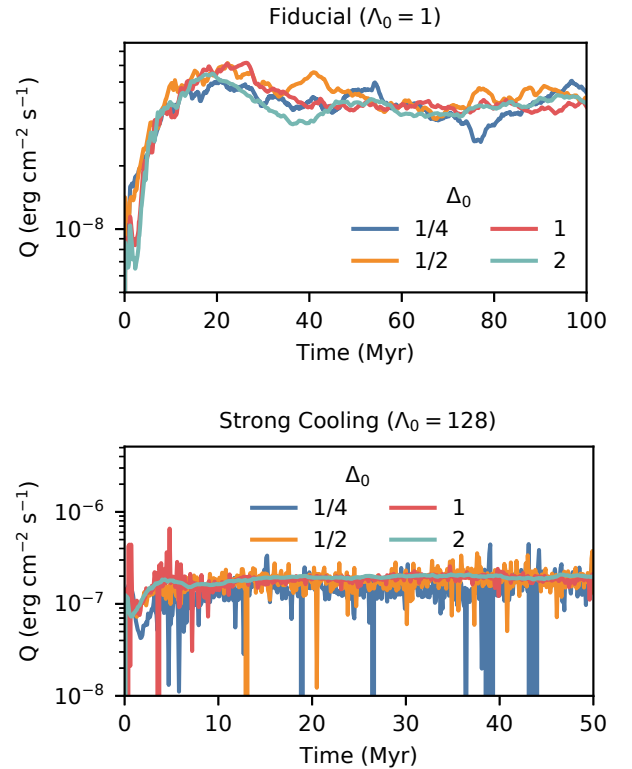 Fiducial (Λ₀ = 1)
Q (erg cm⁻² s⁻¹)
10⁻⁸
Δ₀
1/4 1
1/2 2
0 20 40 60 80 100
Time (Myr)
Strong Cooling (Λ₀ = 128)
Q (erg cm⁻² s⁻¹)
10⁻⁶
10⁻⁷
10⁻⁸
Δ₀
1/4 1
1/2 2
0 10 20 30 40 50
Time (Myr)